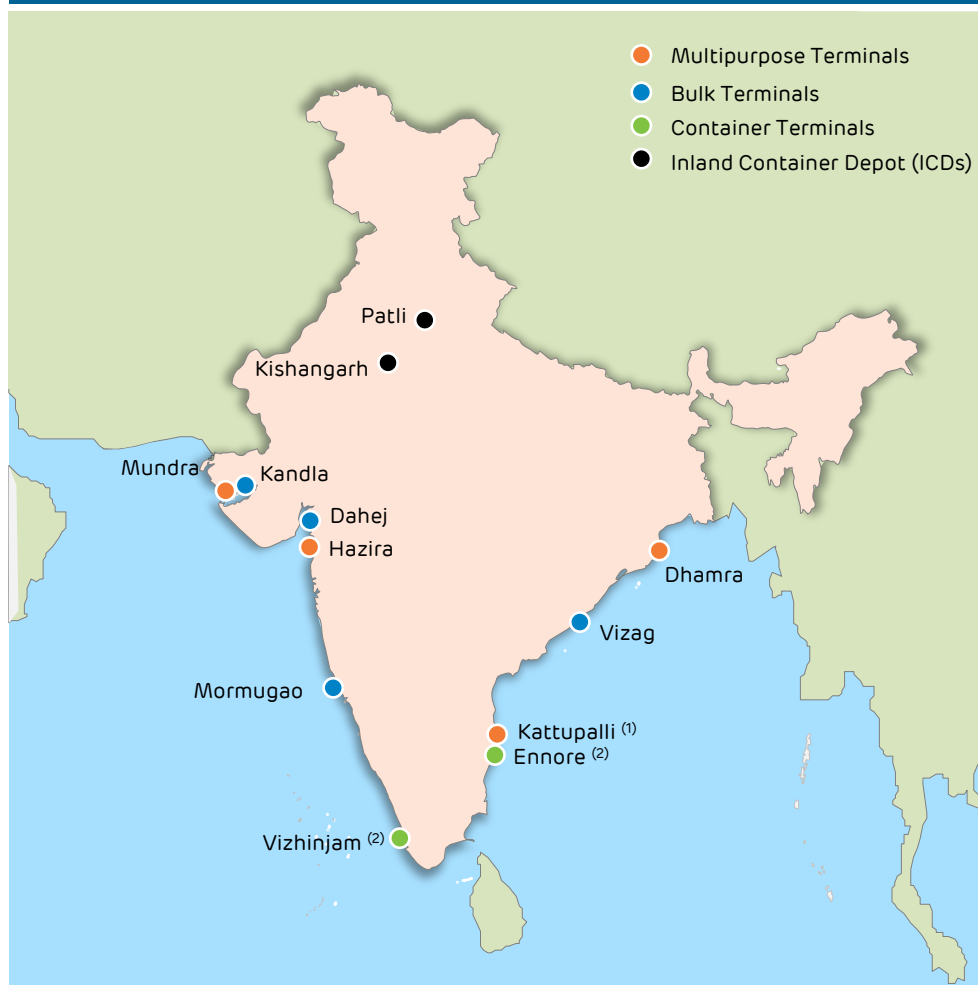 Multipurpose Terminals
Bulk Terminals
Container Terminals
Inland Container Depot (ICDs)
Patli
Kishangarh
Mundra
Kandla
Dahej
Hazira
Dhamra
Vizag
Mormugao
Kattupalli (1)
Ennore (2)
Vizhinjam (2)